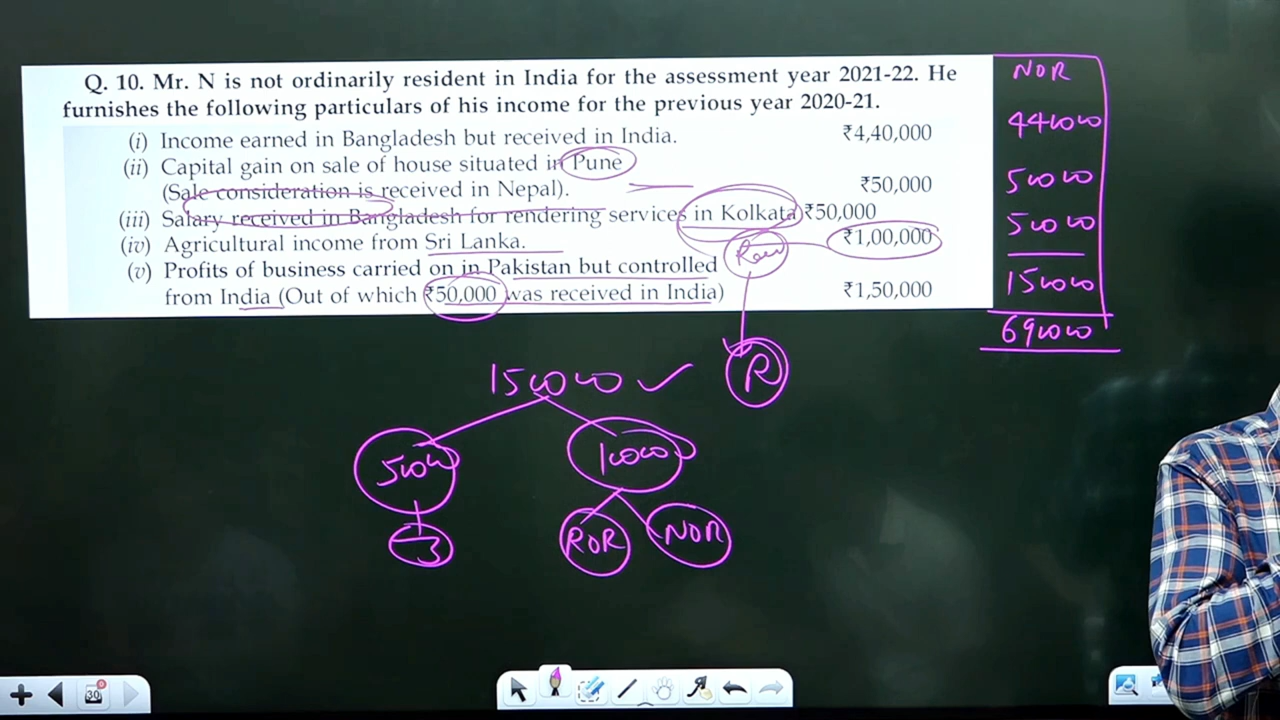 Q. 10. Mr. N is not ordinarily resident in India for the assessment year 2021-22. He
furnishes the following particulars of his income for the previous year 2020-21.
(i) Income earned in Bangladesh but received in India. ₹4,40,000
(ii) Capital gain on sale of house situated in Pune
(Sale consideration is received in Nepal). ₹50,000
(iii) Salary received in Bangladesh for rendering services in Kolkata ₹50,000
(iv) Agricultural income from Sri Lanka. ₹1,00,000
(v) Profits of business carried on in Pakistan but controlled
from India (Out of which ₹50,000 was received in India) ₹1,50,000
NOR
440000
50000
50000
150000
690000
R
150000 ✓
50000
100000
3
ROR
NOR
39